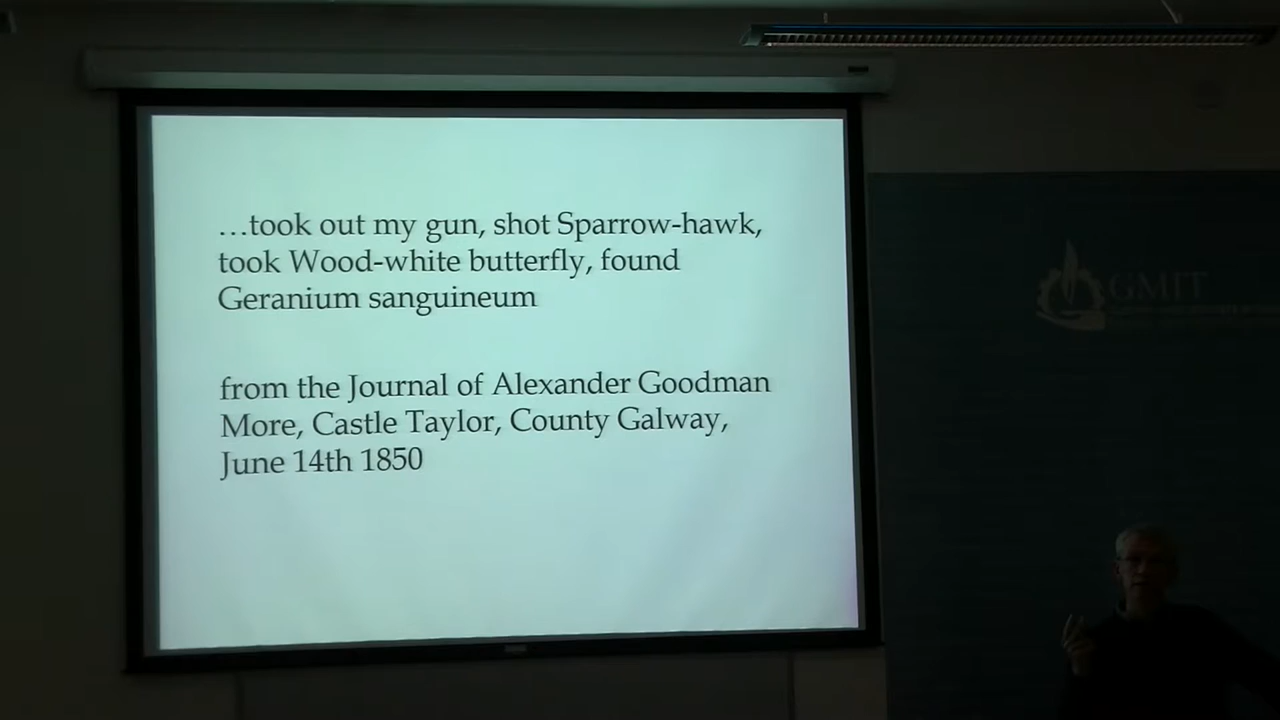 …took out my gun, shot Sparrow-hawk,
took Wood-white butterfly, found
Geranium sanguineum
from the Journal of Alexander Goodman
More, Castle Taylor, County Galway,
June 14th 1850
GMIT